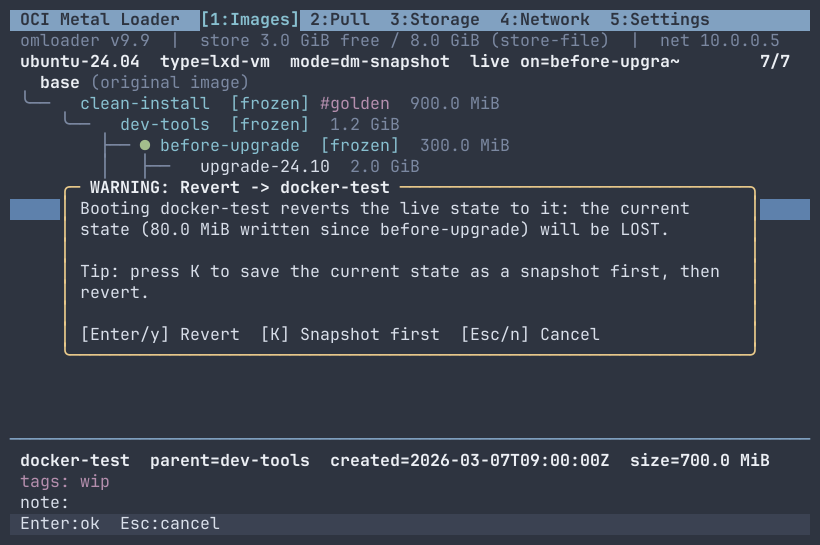 OCI Metal Loader [1:Images] 2:Pull 3:Storage 4:Network 5:Settings
omloader v9.9 | store 3.0 GiB free / 8.0 GiB (store-file) | net 10.0.0.5
ubuntu-24.04 type=lxd-vm mode=dm-snapshot live on=before-upgra~ 7/7
base (original image)
clean-install [frozen] #golden 900.0 MiB
dev-tools [frozen] 1.2 GiB
● before-upgrade [frozen] 300.0 MiB
upgrade-24.10 2.0 GiB
WARNING: Revert -> docker-test
Booting docker-test reverts the live state to it: the current
state (80.0 MiB written since before-upgrade) will be LOST.
Tip: press K to save the current state as a snapshot first, then
revert.
[Enter/y] Revert [K] Snapshot first [Esc/n] Cancel
docker-test parent=dev-tools created=2026-03-07T09:00:00Z size=700.0 MiB
tags: wip
note:
Enter:ok Esc:cancel